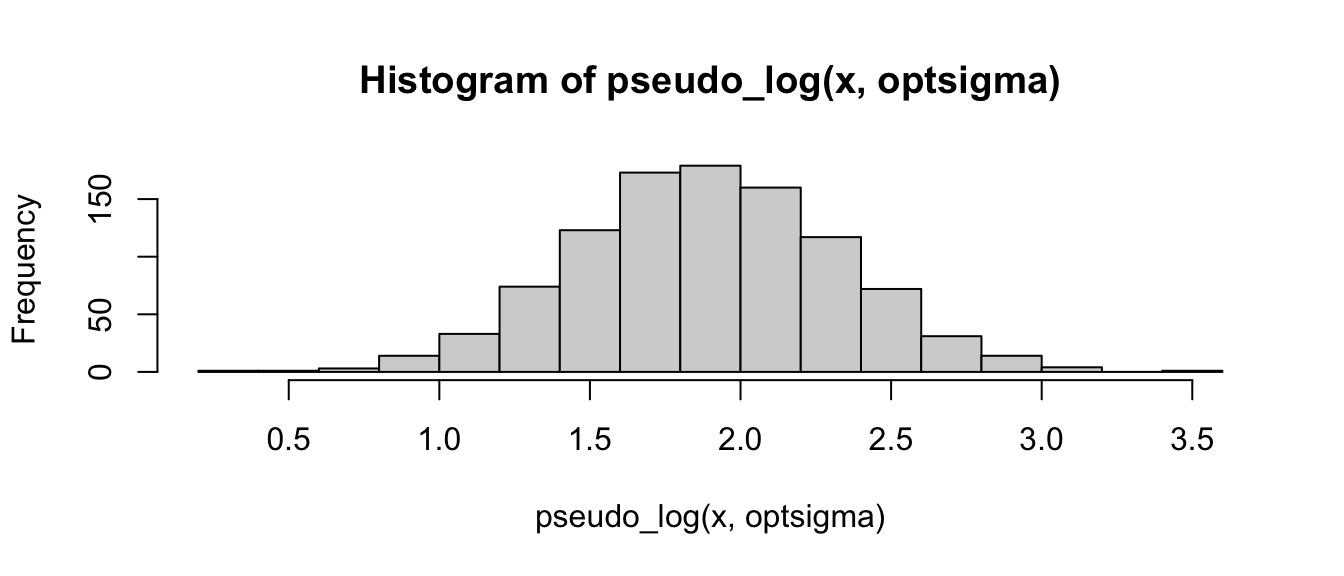 Histogram of pseudo_log(x, optsigma)
Frequency
150
50
0
0.5 1.0 1.5 2.0 2.5 3.0 3.5
pseudo_log(x, optsigma)